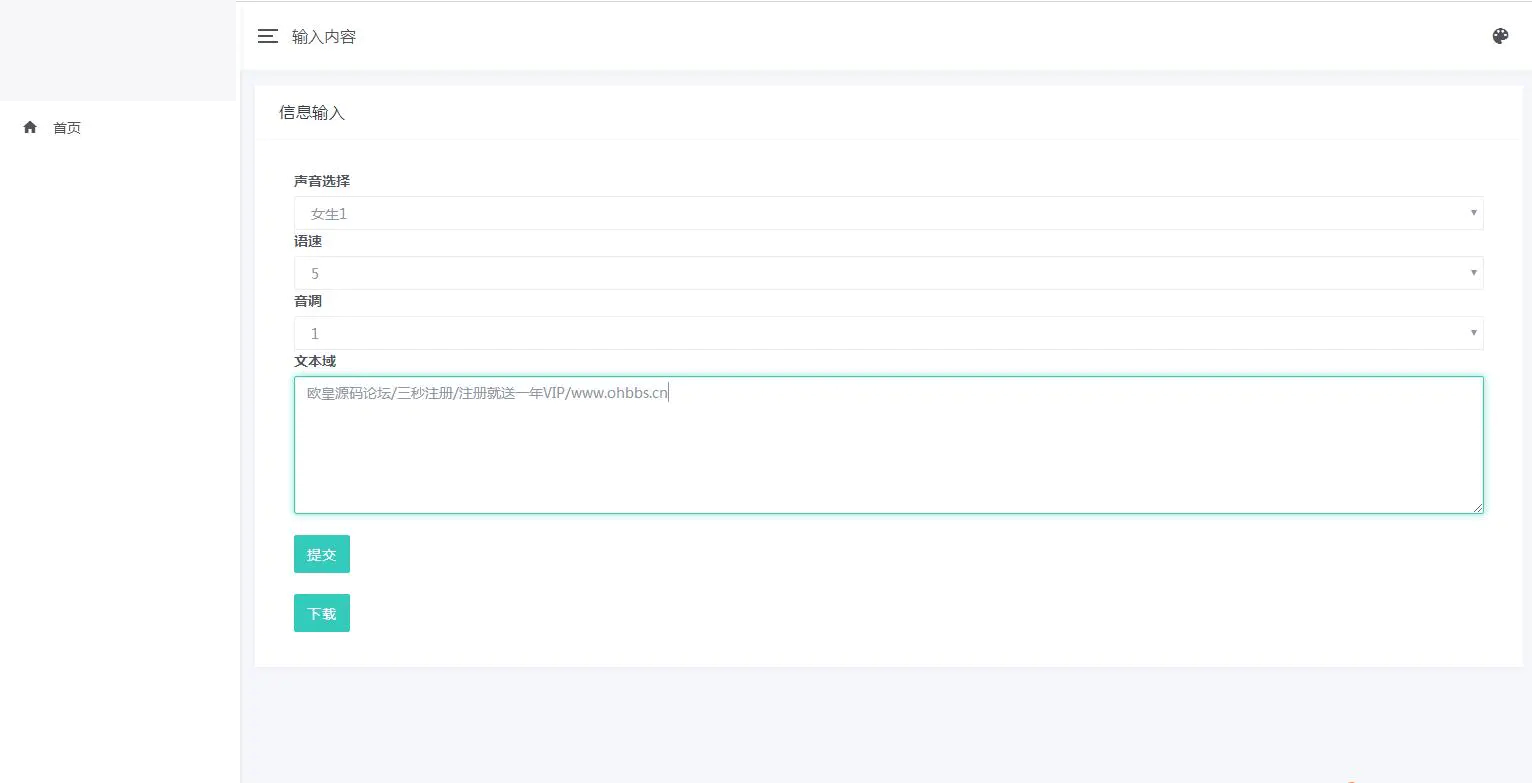 输入内容
首页
信息输入
声音选择
女生1
语速
5
音调
1
文本域
欧皇源码论坛/三秒注册/注册就送一年VIP/www.ohbbs.cn
提交
下载